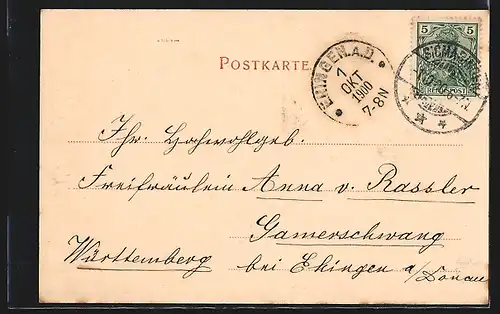 POSTKARTE
5 5
REICHSPOST
EHINGEN A.D.
1
OKT
1900
7-8N
Ihr. Hochwohlgeb.
Freifräulein Anna v. Rassler
Gamerschwang
Württemberg bei Ehingen a/Donau